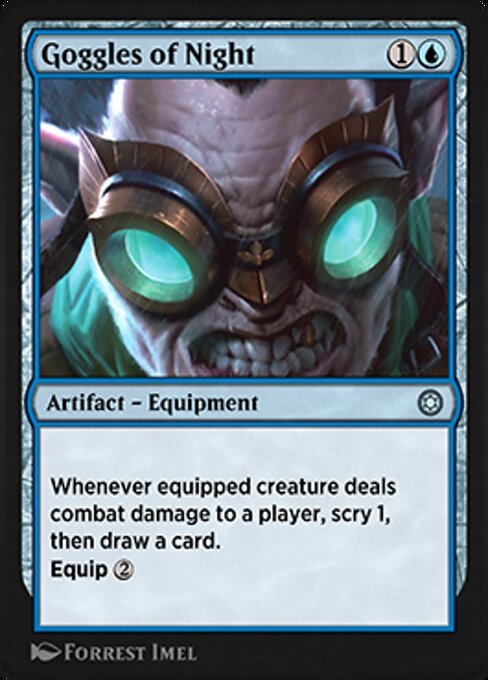 Goggles of Night 1
Artifact – Equipment
Whenever equipped creature deals
combat damage to a player, scry 1,
then draw a card.
Equip 2
Forrest Imel